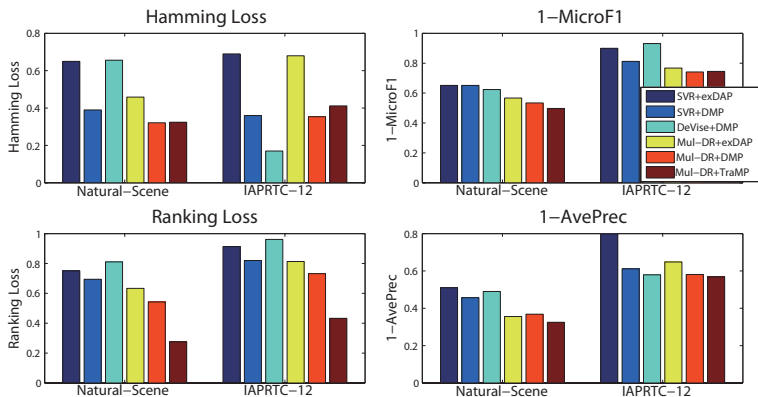 Hamming Loss
Hamming Loss
0.8
0.6
0.4
0.2
0
Natural−Scene IAPRTC−12
1−MicroF1
1−MicroF1
1
0.8
0.6
0.4
0.2
0
Natural−Scene IAPRTC−12
SVR+exDAP
SVR+DMP
DeVise+DMP
Mul−DR+exDAP
Mul−DR+DMP
Mul−DR+TraMP
Ranking Loss
Ranking Loss
1
0.8
0.6
0.4
0.2
0
Natural−Scene IAPRTC−12
1−AvePrec
1−AvePrec
0.8
0.6
0.4
0.2
0
Natural−Scene IAPRTC−12